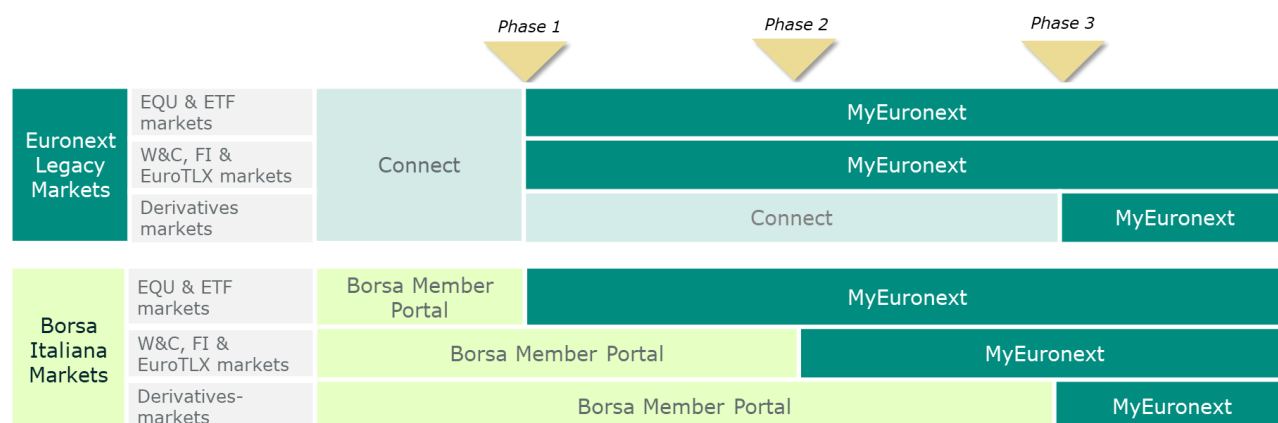 Phase 1
Phase 2
Phase 3
Euronext
Legacy
Markets
EQU & ETF
markets
W&C, FI &
EuroTLX markets
Derivatives
markets
Connect
MyEuronext
MyEuronext
Connect
MyEuronext
Borsa
Italiana
Markets
EQU & ETF
markets
Borsa Member
Portal
MyEuronext
W&C, FI &
EuroTLX markets
Borsa Member Portal
MyEuronext
Derivatives-
markets
Borsa Member Portal
MyEuronext